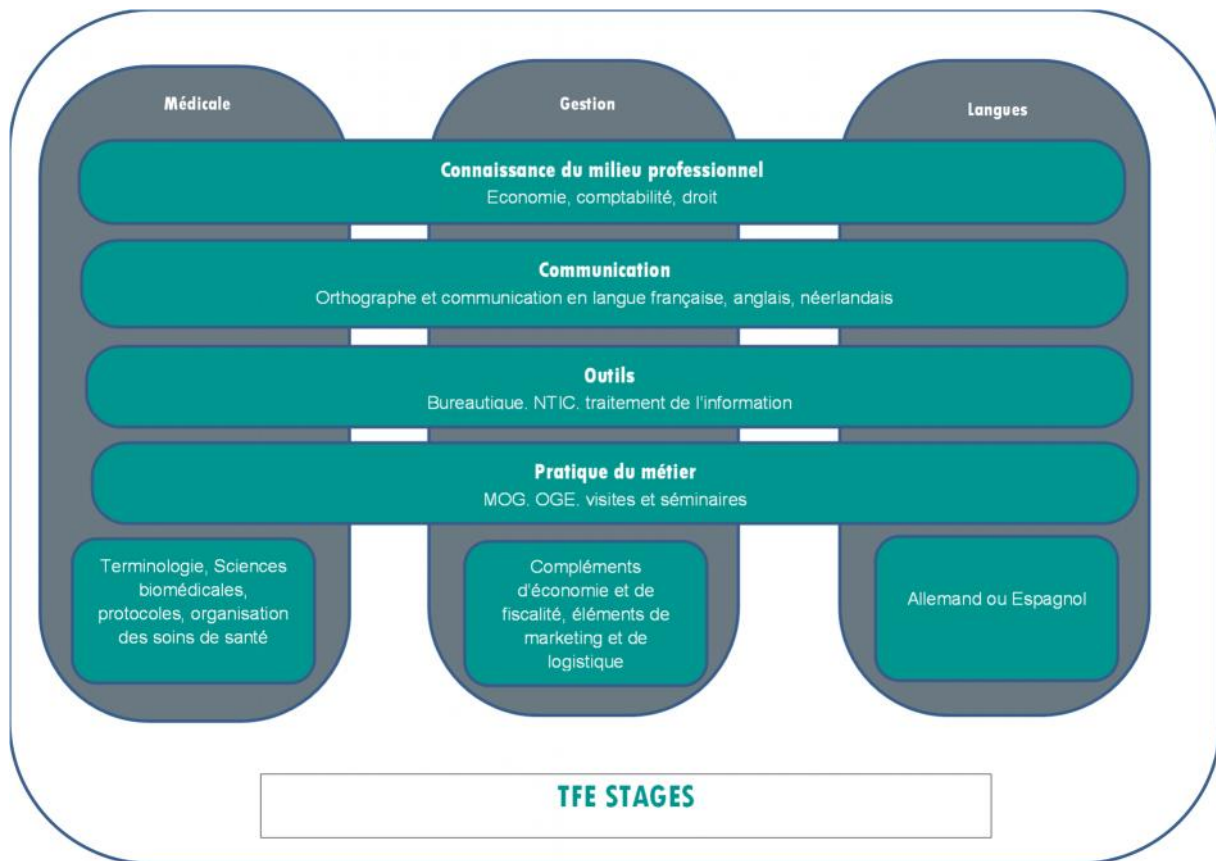 Médicale
Gestion
Langues
Connaissance du milieu professionnel
Economie, comptabilité, droit
Communication
Orthographe et communication en langue française, anglais, néerlandais
Outils
Bureautique. NTIC. traitement de l'information
Pratique du métier
MOG. OGE. visites et séminaires
Terminologie, Sciences
biomédicales,
protocoles, organisation
des soins de santé
Compléments
d'économie et de
fiscalité, éléments de
marketing et de
logistique
Allemand ou Espagnol
TFE STAGES